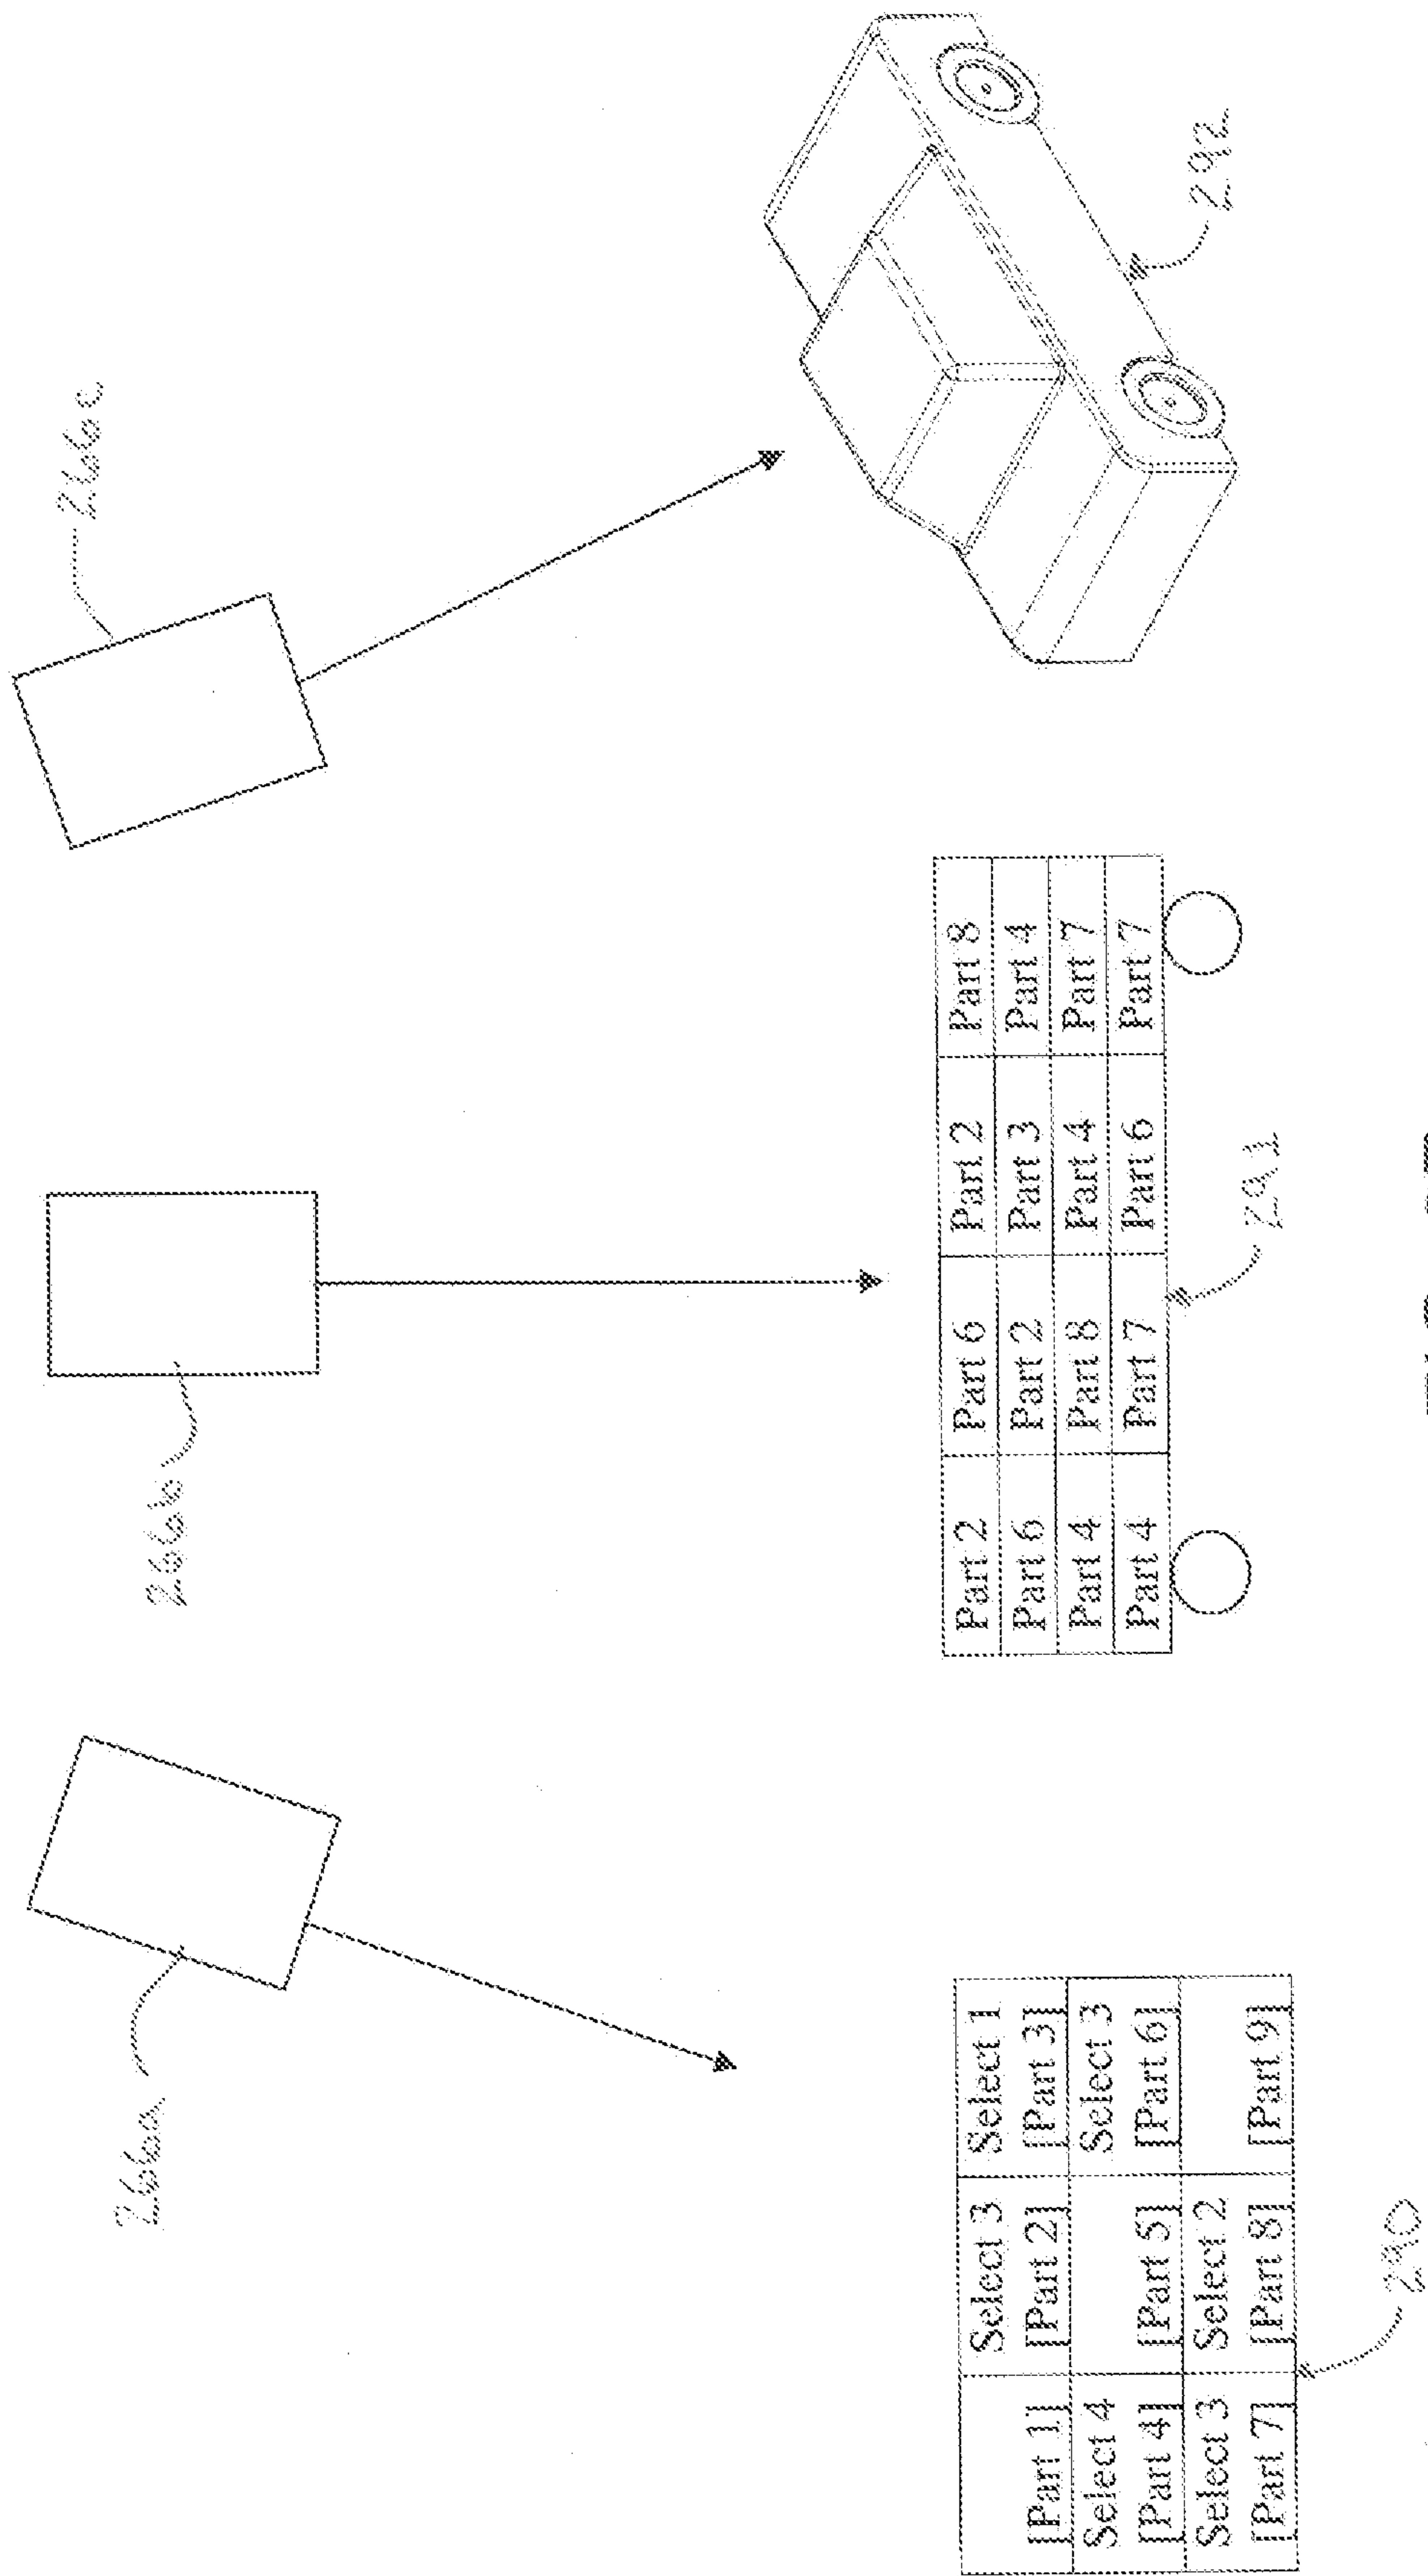 266a
266b
266c
Select 3 Select 1
[Part 1] [Part 2] [Part 3]
Select 4 Select 3
[Part 4] [Part 5] [Part 6]
Select 3 Select 2
[Part 7] [Part 8] [Part 9]
290
Part 2 Part 6 Part 2 Part 8
Part 6 Part 2 Part 3 Part 4
Part 4 Part 8 Part 4 Part 7
Part 4 Part 7 Part 6 Part 7
291
292